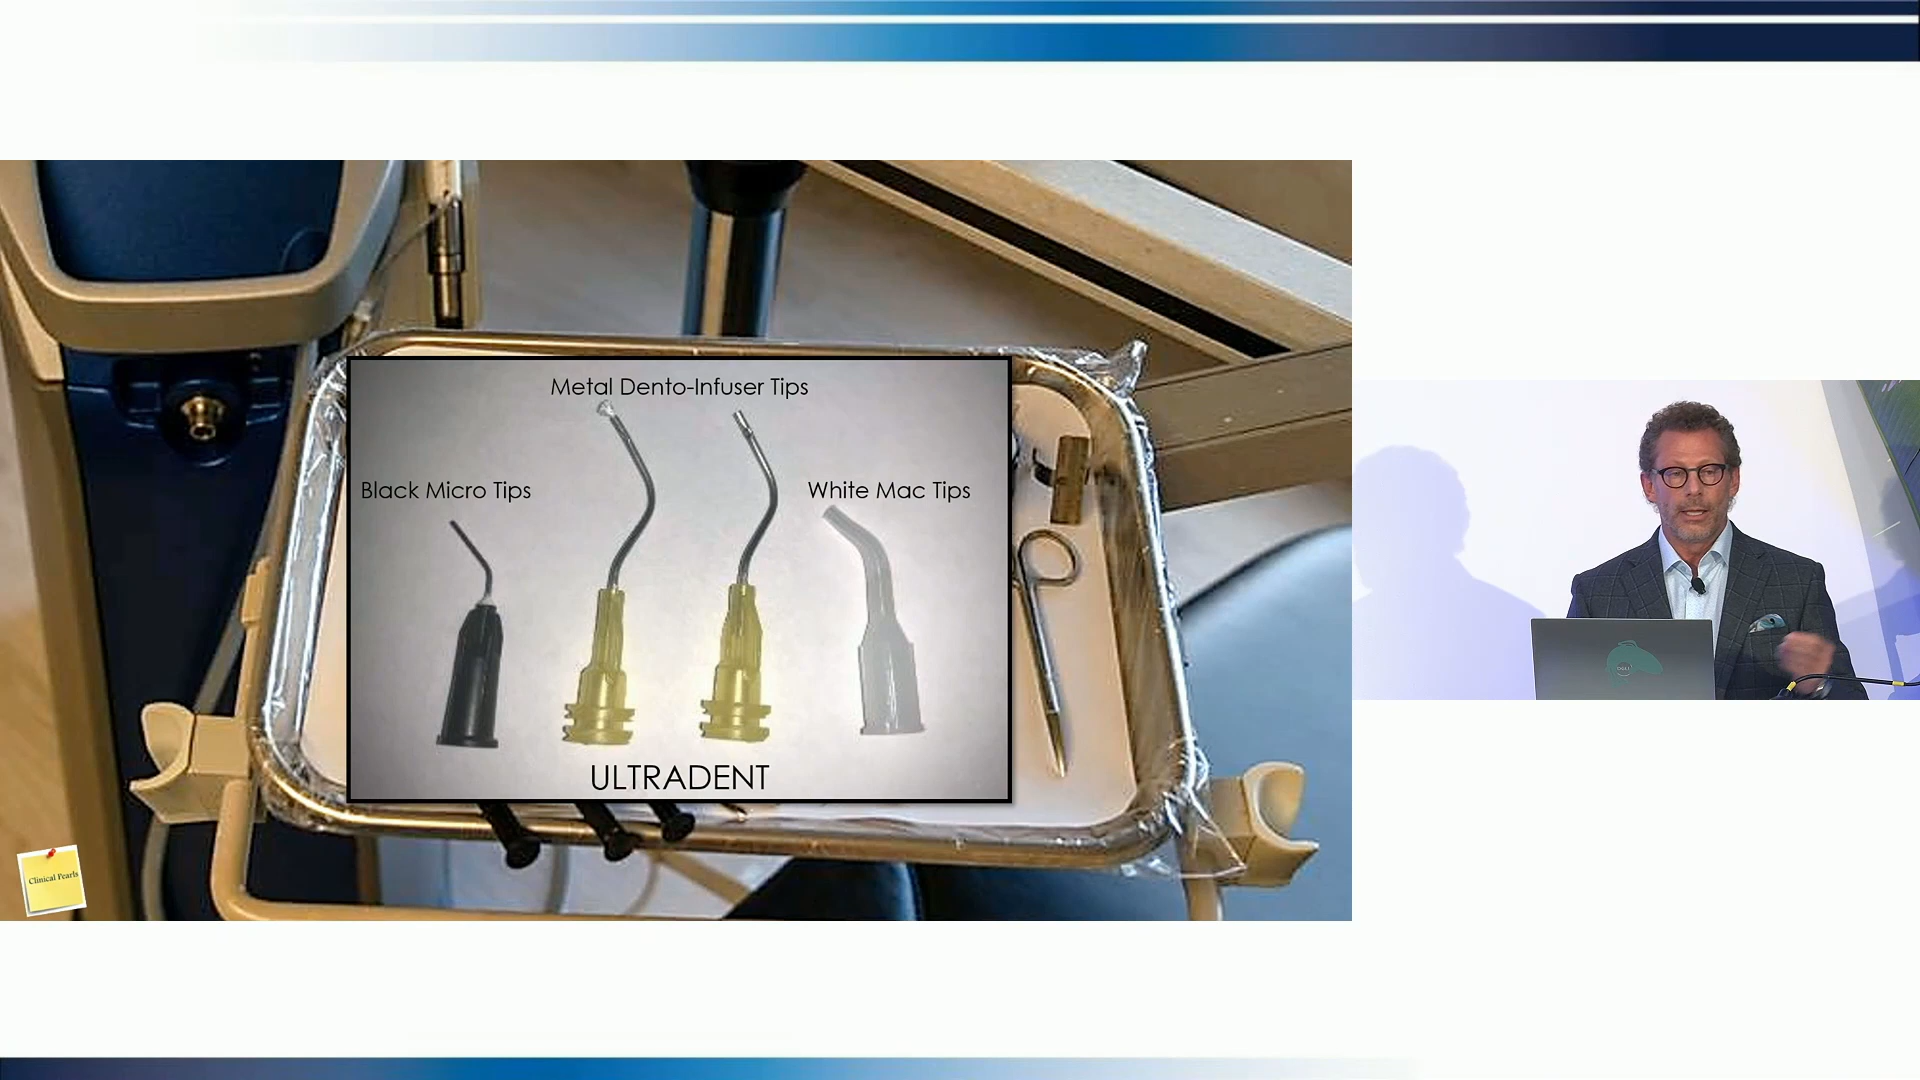 Metal Dento-Infuser Tips
Black Micro Tips
White Mac Tips
ULTRADENT
Clinical Pearls